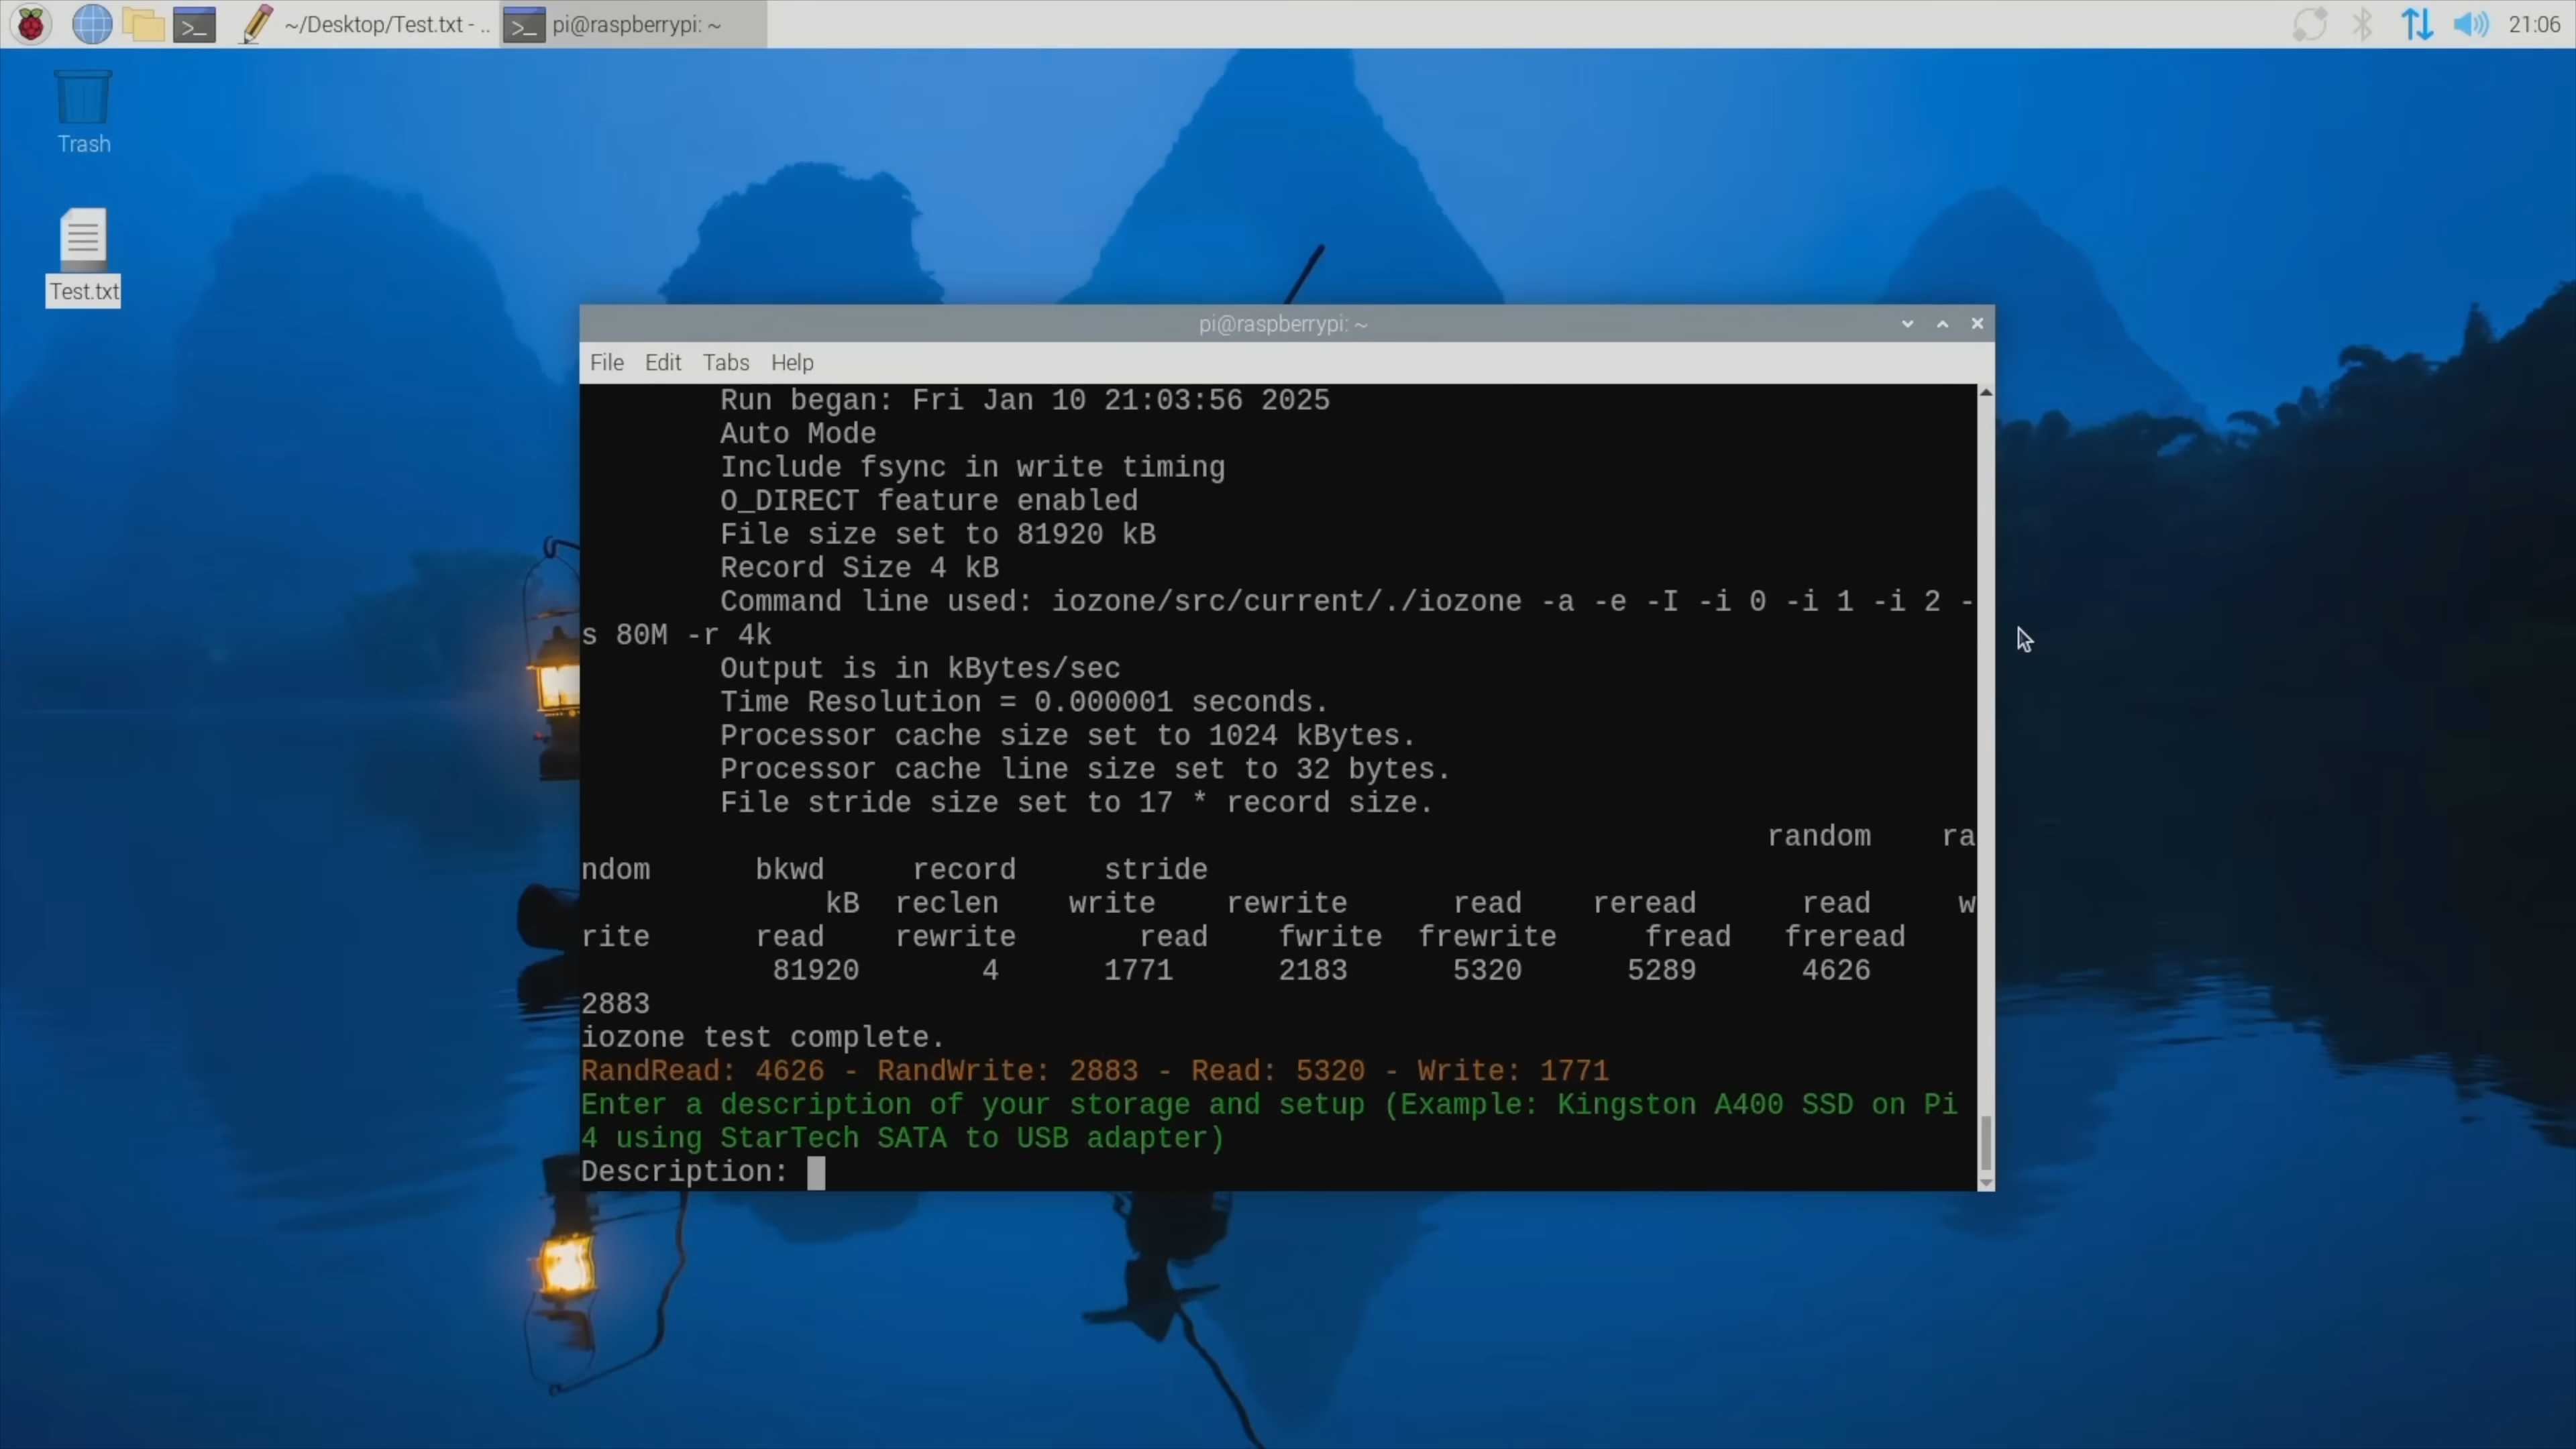 ~/Desktop/Test.txt - ..
pi@raspberrypi: ~
21:06
Trash
Test.txt
pi@raspberrypi: ~
File Edit Tabs Help
Run began: Fri Jan 10 21:03:56 2025
Auto Mode
Include fsync in write timing
O_DIRECT feature enabled
File size set to 81920 kB
Record Size 4 kB
Command line used: iozone/src/current/./iozone -a -e -I -i 0 -i 1 -i 2 -
s 80M -r 4k
Output is in kBytes/sec
Time Resolution = 0.000001 seconds.
Processor cache size set to 1024 kBytes.
Processor cache line size set to 32 bytes.
File stride size set to 17 * record size.
random ra
ndom bkwd record stride
kB reclen write rewrite read reread read w
rite read rewrite read fwrite frewrite fread freread
81920 4 1771 2183 5320 5289 4626
2883
iozone test complete.
RandRead: 4626 - RandWrite: 2883 - Read: 5320 - Write: 1771
Enter a description of your storage and setup (Example: Kingston A400 SSD on Pi
4 using StarTech SATA to USB adapter)
Description: